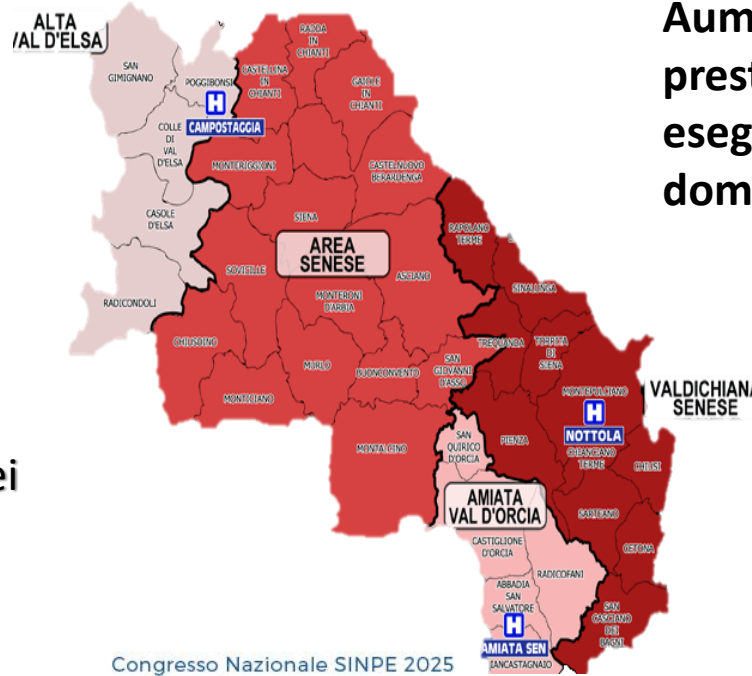 ALTA
VAL D'ELSA
SAN
GIMIGNANO
POGGIBONSI
H
CAMPOSTAGGIA
COLLE
DI
VAL
D'ELSA
CASOLE
D'ELSA
RADICONDOLI
RADDA
IN
CHIANTI
CASTELLINA
IN
CHIANTI
GAIOLE
IN
CHIANTI
MONTERIGGIONI
CASTELNUOVO
BERARDENGA
SIENA
AREA
SENESE
SOVICILLE
ASCIANO
MONTERONI
D'ARBIA
CHIUSDINO
MURLO
BUONCONVENTO
SAN
GIOVANNI
D'ASSO
MONTICIANO
MONTALCINO
RAPOLANO
TERME
SINALUNGA
TREQUANDA
TORRITA
DI
SIENA
MONTEPULCIANO
H
NOTTOLA
CHIANCIANO
TERME
VALDICHIANA
SENESE
PIENZA
CHIUSI
SARTEANO
CETONA
SAN
CASCIANO
DEI
BAGNI
SAN
QUIRICO
D'ORCIA
AMIATA
VAL D'ORCIA
CASTIGLIONE
D'ORCIA
RADICOFANI
ABBADIA
SAN
SALVATORE
H
AMIATA SEN
IANCASTAGNAIO
Aum
prest
eseg
dom
ei
Congresso Nazionale SINPE 2025